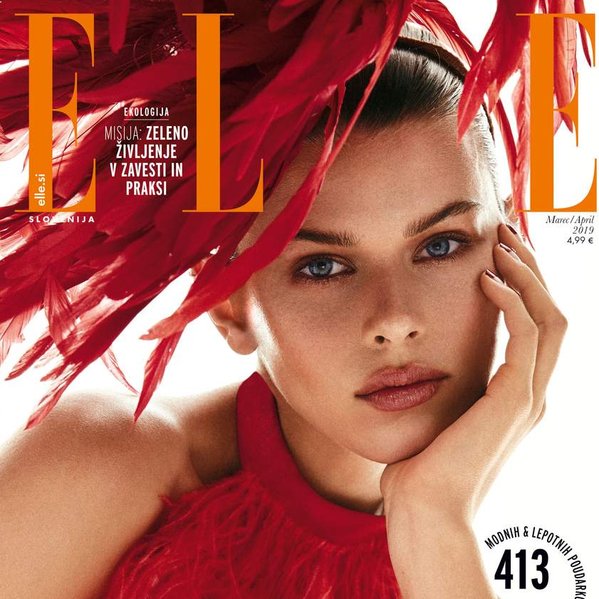 ELLE
EKOLOGIJA
MISIJA: ZELENO
ŽIVLJENJE
V ZAVESTI IN
PRAKSI
elle.si
SLOVENIJA
Marec/April
2019
4,99 €
MODNIH & LEPOTNIH
413